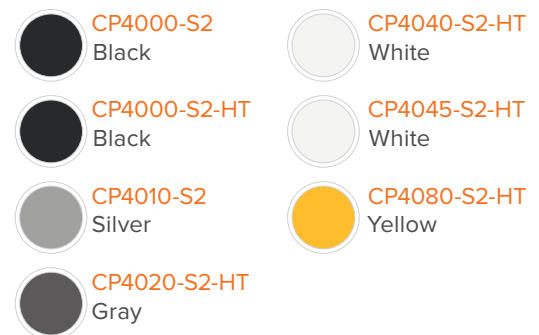 CP4000-S2
Black
CP4000-S2-HT
Black
CP4010-S2
Silver
CP4020-S2-HT
Gray
CP4040-S2-HT
White
CP4045-S2-HT
White
CP4080-S2-HT
Yellow